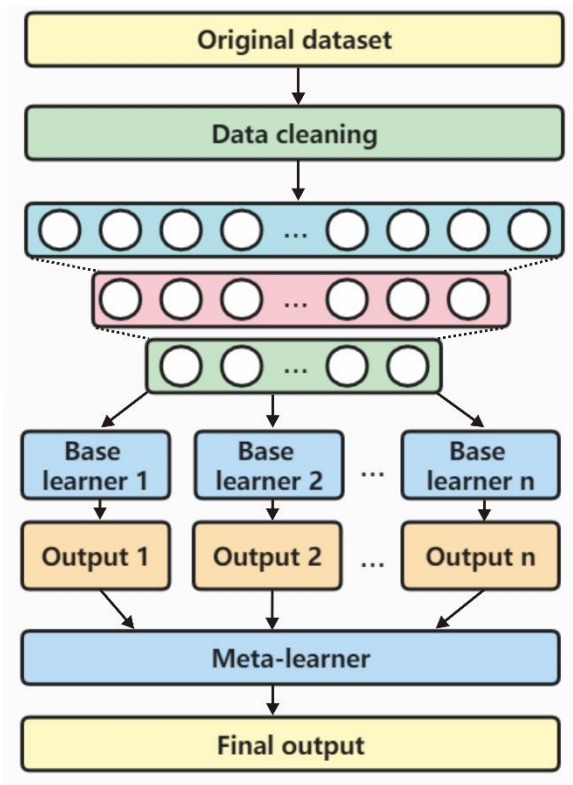 Original dataset
Data cleaning
...
...
...
Base
learner 1
Base
learner 2
...
Base
learner n
Output 1
Output 2
...
Output n
Meta-learner
Final output